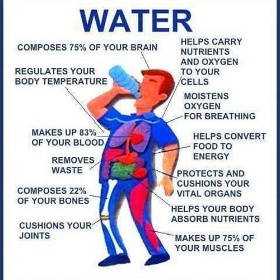 WATER
COMPOSES 75% OF YOUR BRAIN
REGULATES YOUR
BODY TEMPERATURE
MAKES UP 83%
OF YOUR BLOOD
REMOVES
WASTE
COMPOSES 22%
OF YOUR BONES
CUSHIONS YOUR
JOINTS
HELPS CARRY
NUTRIENTS
AND OXYGEN
TO YOUR
CELLS
MOISTENS
OXYGEN
FOR BREATHING
HELPS CONVERT
FOOD TO
ENERGY
PROTECTS AND
CUSHIONS YOUR
VITAL ORGANS
HELPS YOUR BODY
ABSORB NUTRIENTS
MAKES UP 75% OF
YOUR MUSCLES